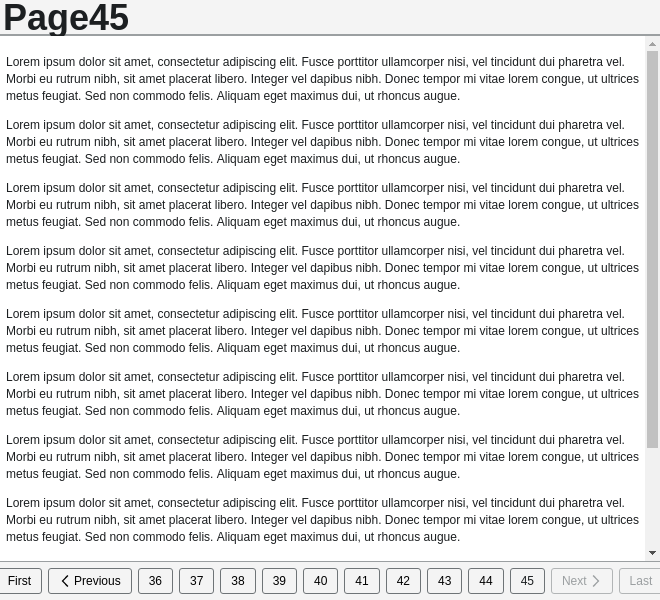 Page45
Lorem ipsum dolor sit amet, consectetur adipiscing elit. Fusce porttitor ullamcorper nisi, vel tincidunt dui pharetra vel.
Morbi eu rutrum nibh, sit amet placerat libero. Integer vel dapibus nibh. Donec tempor mi vitae lorem congue, ut ultrices
metus feugiat. Sed non commodo felis. Aliquam eget maximus dui, ut rhoncus augue.
Lorem ipsum dolor sit amet, consectetur adipiscing elit. Fusce porttitor ullamcorper nisi, vel tincidunt dui pharetra vel.
Morbi eu rutrum nibh, sit amet placerat libero. Integer vel dapibus nibh. Donec tempor mi vitae lorem congue, ut ultrices
metus feugiat. Sed non commodo felis. Aliquam eget maximus dui, ut rhoncus augue.
Lorem ipsum dolor sit amet, consectetur adipiscing elit. Fusce porttitor ullamcorper nisi, vel tincidunt dui pharetra vel.
Morbi eu rutrum nibh, sit amet placerat libero. Integer vel dapibus nibh. Donec tempor mi vitae lorem congue, ut ultrices
metus feugiat. Sed non commodo felis. Aliquam eget maximus dui, ut rhoncus augue.
Lorem ipsum dolor sit amet, consectetur adipiscing elit. Fusce porttitor ullamcorper nisi, vel tincidunt dui pharetra vel.
Morbi eu rutrum nibh, sit amet placerat libero. Integer vel dapibus nibh. Donec tempor mi vitae lorem congue, ut ultrices
metus feugiat. Sed non commodo felis. Aliquam eget maximus dui, ut rhoncus augue.
Lorem ipsum dolor sit amet, consectetur adipiscing elit. Fusce porttitor ullamcorper nisi, vel tincidunt dui pharetra vel.
Morbi eu rutrum nibh, sit amet placerat libero. Integer vel dapibus nibh. Donec tempor mi vitae lorem congue, ut ultrices
metus feugiat. Sed non commodo felis. Aliquam eget maximus dui, ut rhoncus augue.
Lorem ipsum dolor sit amet, consectetur adipiscing elit. Fusce porttitor ullamcorper nisi, vel tincidunt dui pharetra vel.
Morbi eu rutrum nibh, sit amet placerat libero. Integer vel dapibus nibh. Donec tempor mi vitae lorem congue, ut ultrices
metus feugiat. Sed non commodo felis. Aliquam eget maximus dui, ut rhoncus augue.
Lorem ipsum dolor sit amet, consectetur adipiscing elit. Fusce porttitor ullamcorper nisi, vel tincidunt dui pharetra vel.
Morbi eu rutrum nibh, sit amet placerat libero. Integer vel dapibus nibh. Donec tempor mi vitae lorem congue, ut ultrices
metus feugiat. Sed non commodo felis. Aliquam eget maximus dui, ut rhoncus augue.
Lorem ipsum dolor sit amet, consectetur adipiscing elit. Fusce porttitor ullamcorper nisi, vel tincidunt dui pharetra vel.
Morbi eu rutrum nibh, sit amet placerat libero. Integer vel dapibus nibh. Donec tempor mi vitae lorem congue, ut ultrices
metus feugiat. Sed non commodo felis. Aliquam eget maximus dui, ut rhoncus augue.
First Previous 36 37 38 39 40 41 42 43 44 45 Next Last